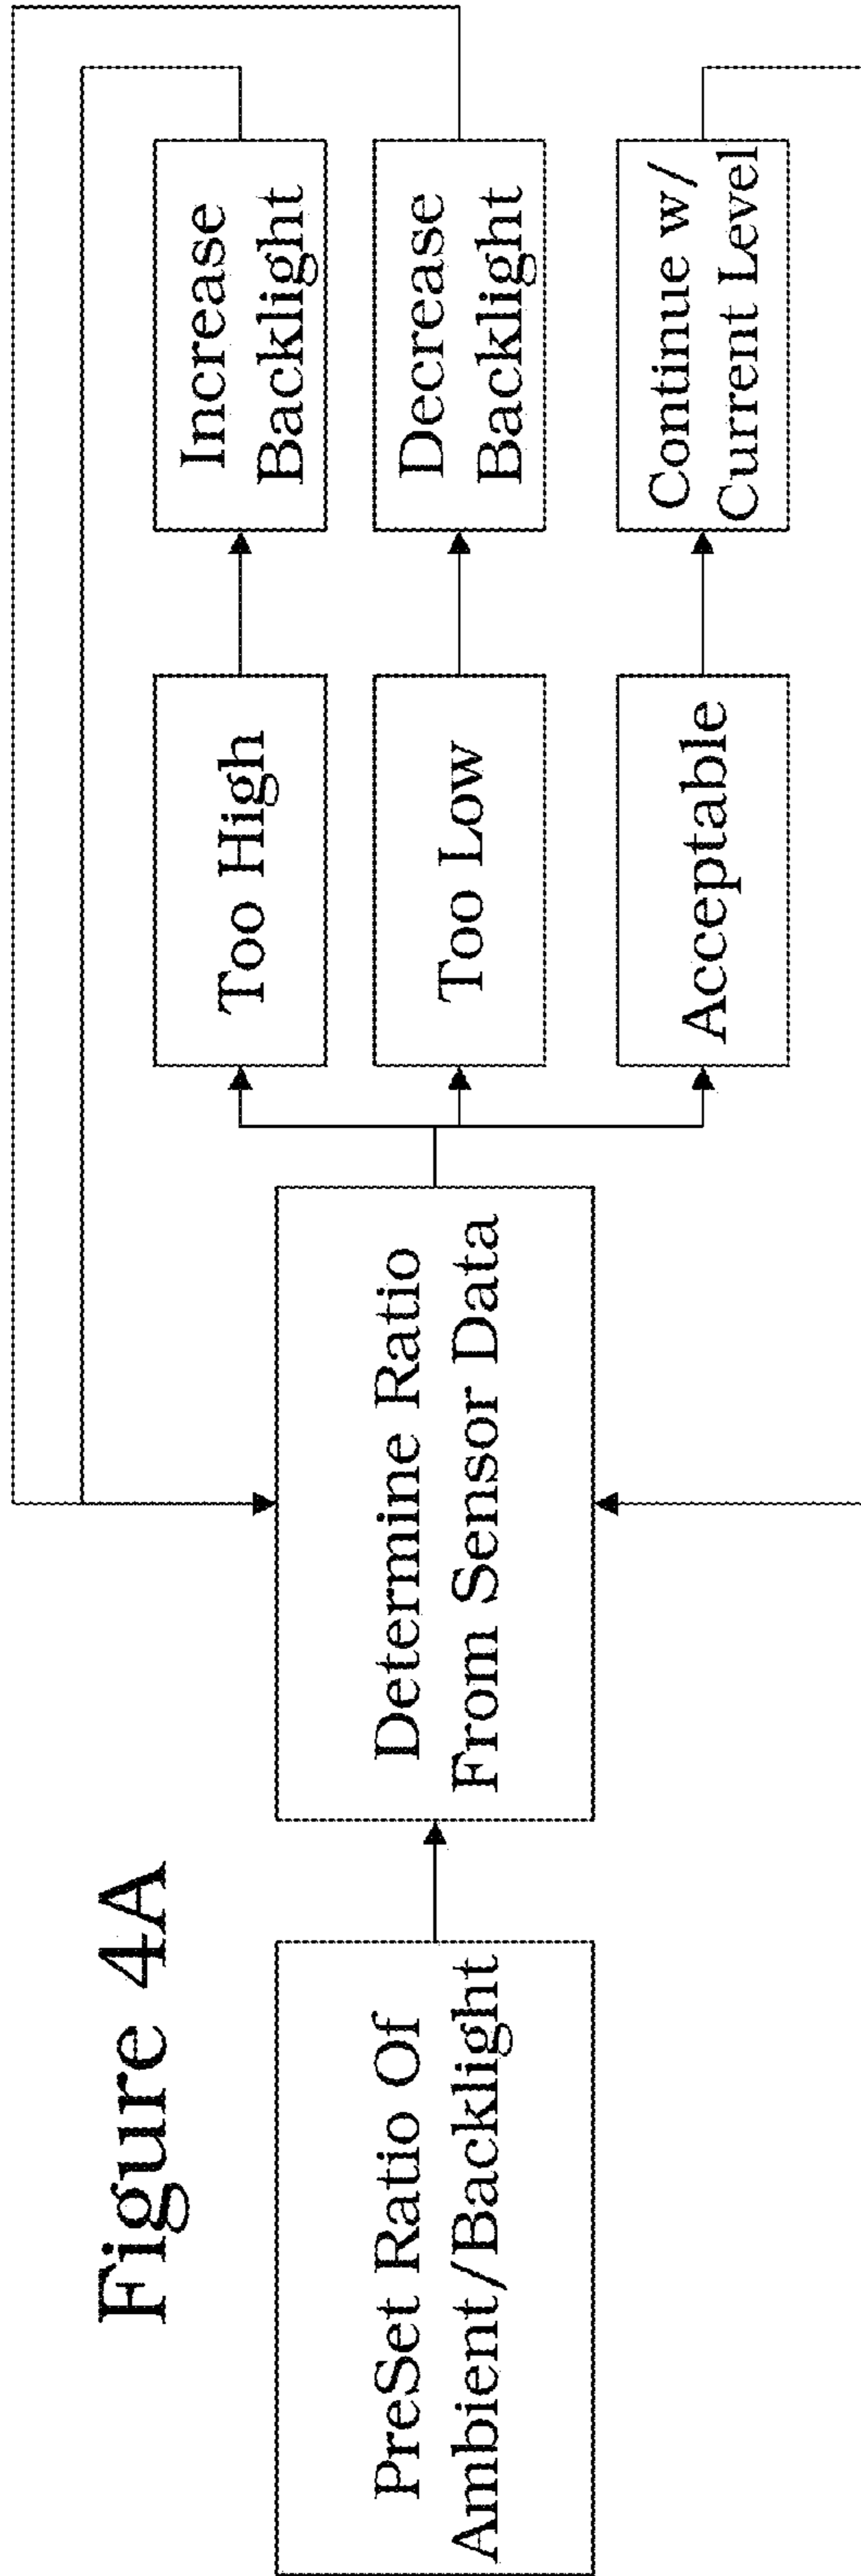 Figure 4A
PreSet Ratio Of
Ambient/Backlight
Determine Ratio
From Sensor Data
Too High
Increase
Backlight
Too Low
Decrease
Backlight
Acceptable
Continue w/
Current Level